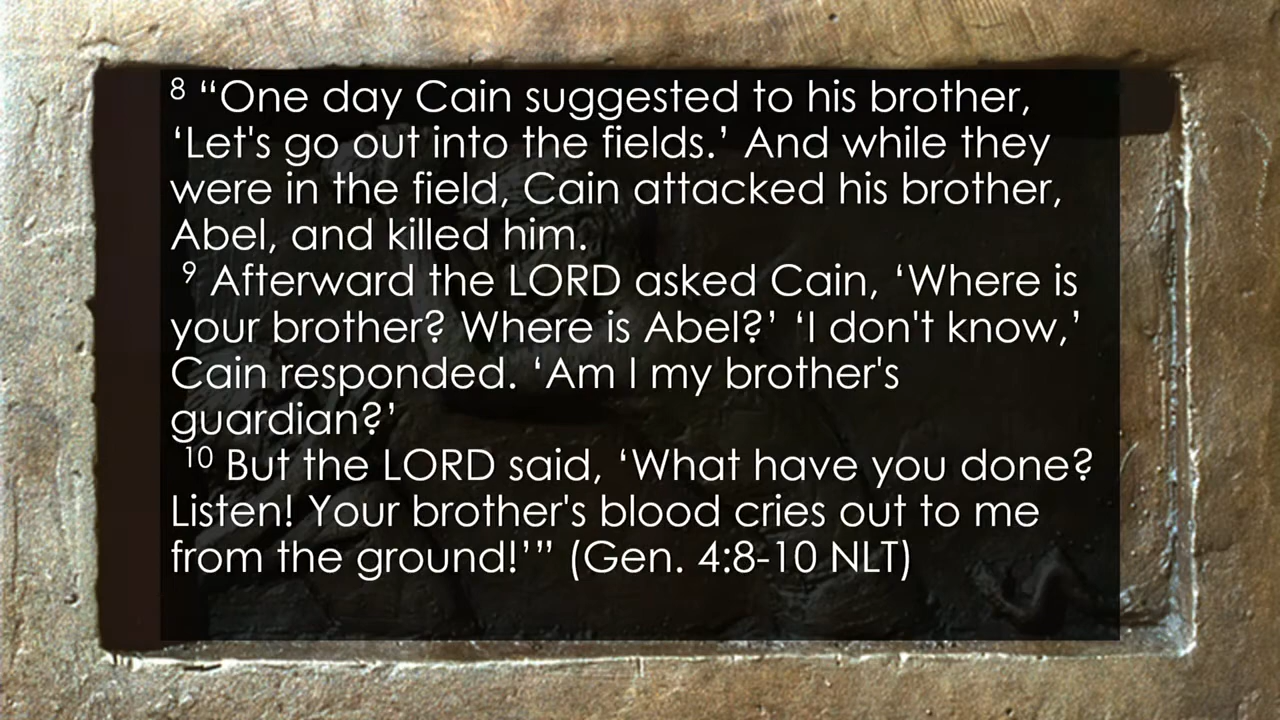 8 “One day Cain suggested to his brother,
‘Let's go out into the fields.’ And while they
were in the field, Cain attacked his brother,
Abel, and killed him.
9 Afterward the LORD asked Cain, ‘Where is
your brother? Where is Abel?’ ‘I don't know,’
Cain responded. ‘Am I my brother's
guardian?’
10 But the LORD said, ‘What have you done?
Listen! Your brother's blood cries out to me
from the ground!’” (Gen. 4:8-10 NLT)